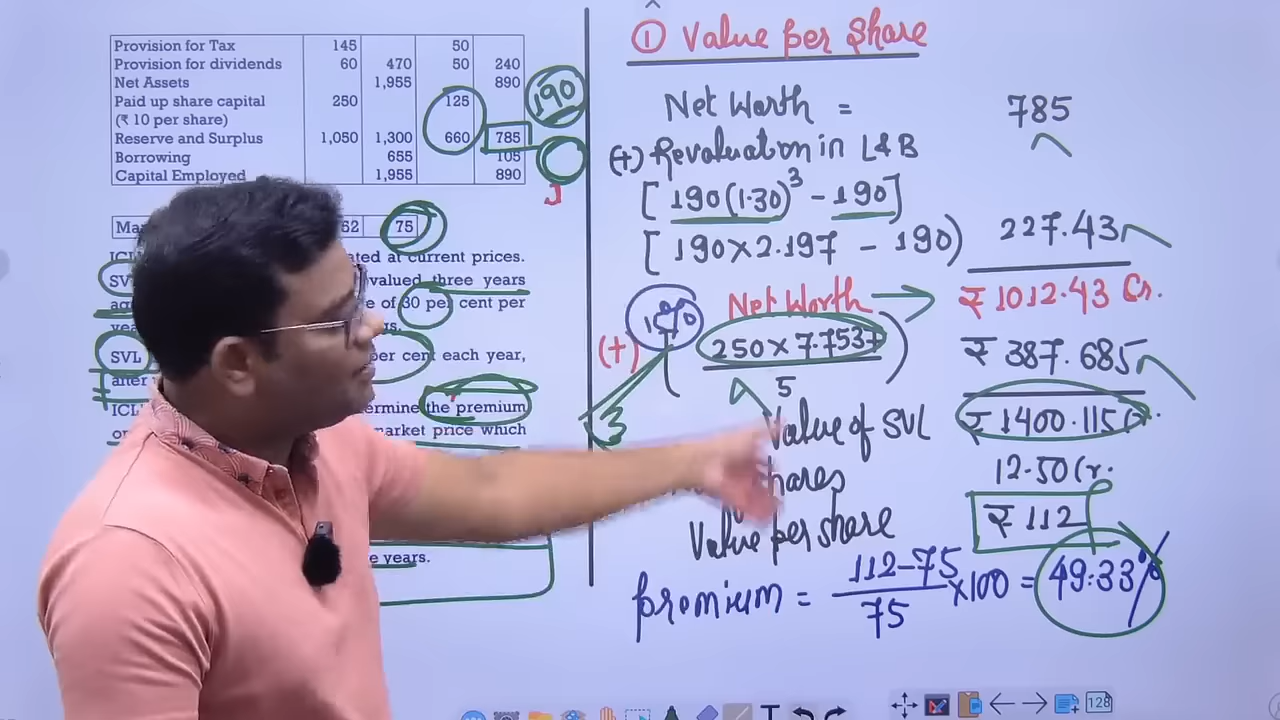 Provision for Tax 145 50
Provision for dividends 60 470 50 240
Net Assets 1,955 890
Paid up share capital 250 125
(₹ 10 per share)
Reserve and Surplus 1,050 1,300 660 785
Borrowing 655 105
Capital Employed 1,955 890
190
75
ated at current prices.
valued three years
e of 30 per cent per
SVL
per cent each year,
after
ermine the premium
market price which
e years.
① Value per Share
Net Worth = 785
(+) Revaluation in L&B
[190(1.30)³ - 190]
[190×2.197 - 190) 227.43
Net Worth → ₹ 1012.43 Cr.
(+) 250 × 7.7537) ₹ 387.685
5
Value of SVL ₹ 1400.115 Cr.
12.50 Cr.
Value per share ₹ 112
premium = 112-75 ×100 = 49.33%
75
128